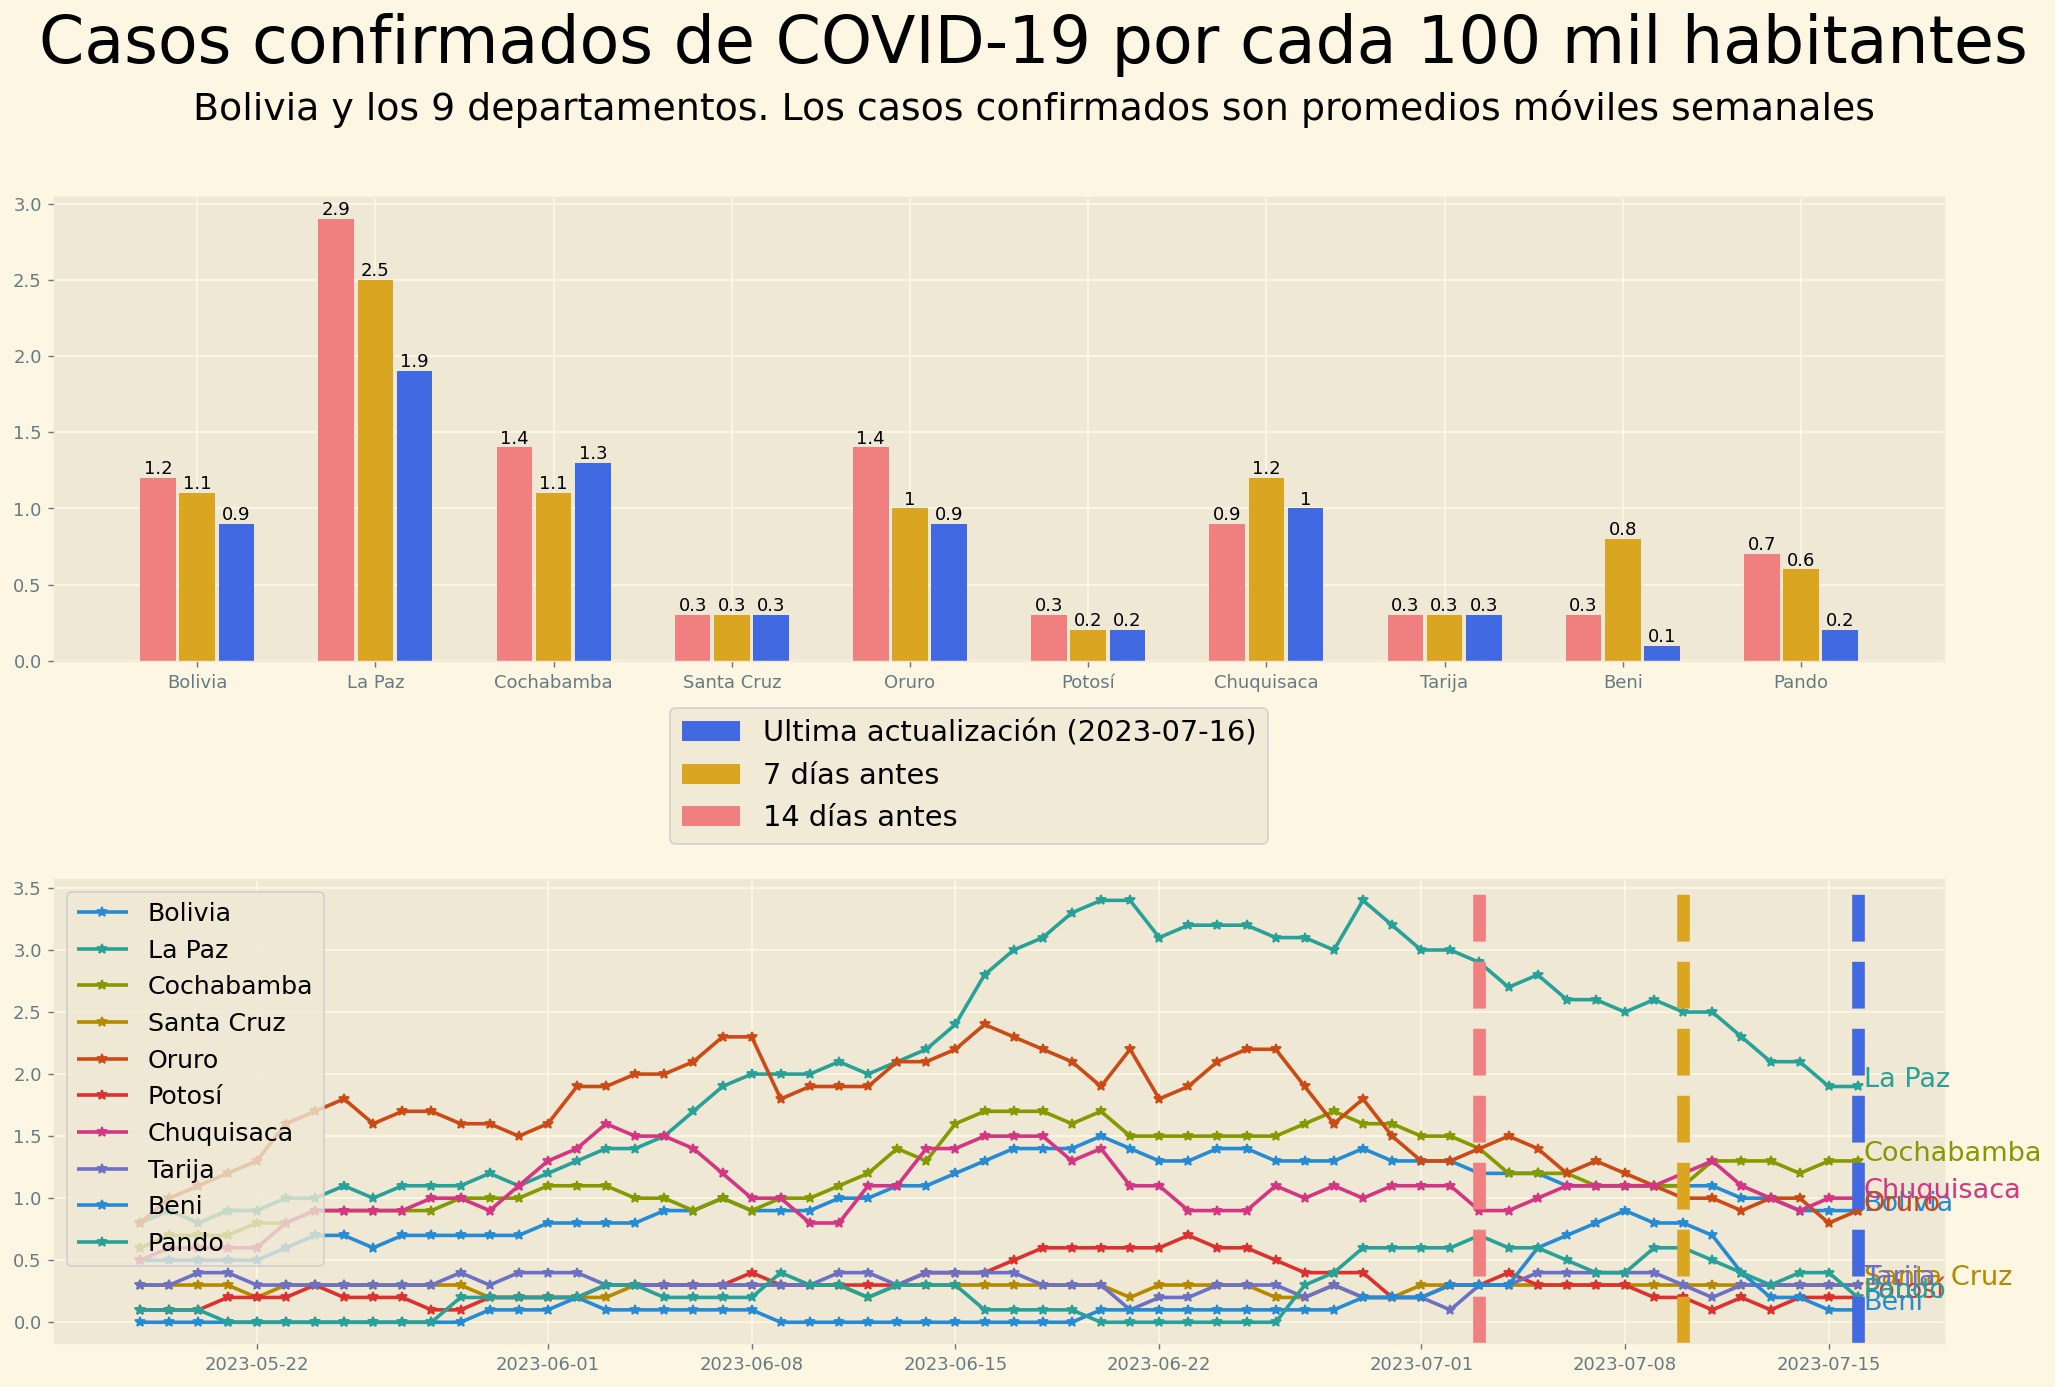 Casos confirmados de COVID-19 por cada 100 mil habitantes
Bolivia y los 9 departamentos. Los casos confirmados son promedios móviles semanales
3.0
2.5
2.0
1.5
1.0
0.5
0.0
1.2 1.1 0.9
2.9 2.5 1.9
1.4 1.1 1.3
0.3 0.3 0.3
1.4 1 0.9
0.3 0.2 0.2
0.9 1.2 1
0.3 0.3 0.3
0.3 0.8 0.1
0.7 0.6 0.2
Bolivia La Paz Cochabamba Santa Cruz Oruro Potosí Chuquisaca Tarija Beni Pando
Ultima actualización (2023-07-16)
7 días antes
14 días antes
3.5
3.0
2.5
2.0
1.5
1.0
0.5
0.0
Bolivia
La Paz
Cochabamba
Santa Cruz
Oruro
Potosí
Chuquisaca
Tarija
Beni
Pando
La Paz
Cochabamba
Chuquisaca
Bolivia
Oruro
Tarija
Santa Cruz
Potosí
Pando
Beni
2023-05-22 2023-06-01 2023-06-08 2023-06-15 2023-06-22 2023-07-01 2023-07-08 2023-07-15